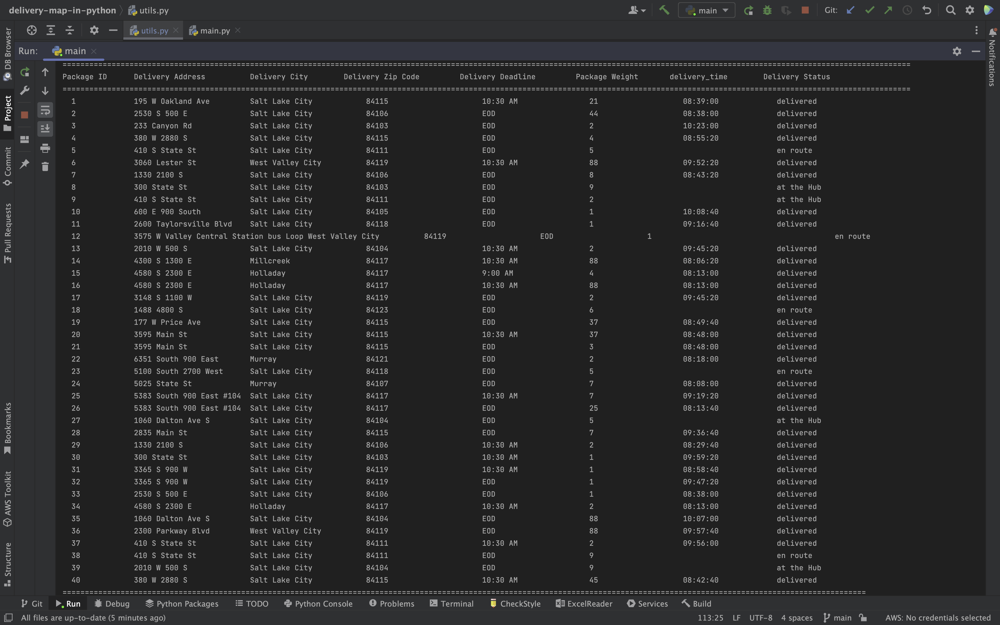 delivery-map-in-python utils.py main Git:
utils.py main.py
Run: main
Package ID Delivery Address Delivery City Delivery Zip Code Delivery Deadline Package Weight delivery_time Delivery Status
1 195 W Oakland Ave Salt Lake City 84115 10:30 AM 21 08:39:00 delivered
2 2530 S 500 E Salt Lake City 84106 EOD 44 08:38:00 delivered
3 233 Canyon Rd Salt Lake City 84103 EOD 2 10:23:00 delivered
4 380 W 2880 S Salt Lake City 84115 EOD 4 08:55:20 delivered
5 410 S State St Salt Lake City 84111 EOD 5 en route
6 3060 Lester St West Valley City 84119 10:30 AM 88 09:52:20 delivered
7 1330 2100 S Salt Lake City 84106 EOD 8 08:43:20 delivered
8 300 State St Salt Lake City 84103 EOD 9 at the Hub
9 410 S State St Salt Lake City 84111 EOD 2 at the Hub
10 600 E 900 South Salt Lake City 84105 EOD 1 10:08:40 delivered
11 2600 Taylorsville Blvd Salt Lake City 84118 EOD 1 09:16:40 delivered
12 3575 W Valley Central Station bus Loop West Valley City 84119 EOD 1 en route
13 2010 W 500 S Salt Lake City 84104 10:30 AM 2 09:45:20 delivered
14 4300 S 1300 E Millcreek 84117 10:30 AM 88 08:06:20 delivered
15 4580 S 2300 E Holladay 84117 9:00 AM 4 08:13:00 delivered
16 4580 S 2300 E Holladay 84117 10:30 AM 88 08:13:00 delivered
17 3148 S 1100 W Salt Lake City 84119 EOD 2 09:45:20 delivered
18 1488 4800 S Salt Lake City 84123 EOD 6 en route
19 177 W Price Ave Salt Lake City 84115 EOD 37 08:49:40 delivered
20 3595 Main St Salt Lake City 84115 10:30 AM 37 08:48:00 delivered
21 3595 Main St Salt Lake City 84115 EOD 3 08:48:00 delivered
22 6351 South 900 East Murray 84121 EOD 2 08:18:00 delivered
23 5100 South 2700 West Salt Lake City 84118 EOD 5 en route
24 5025 State St Murray 84107 EOD 7 08:08:00 delivered
25 5383 South 900 East #104 Salt Lake City 84117 10:30 AM 7 09:19:20 delivered
26 5383 South 900 East #104 Salt Lake City 84117 EOD 25 08:13:40 delivered
27 1060 Dalton Ave S Salt Lake City 84104 EOD 5 at the Hub
28 2835 Main St Salt Lake City 84115 EOD 7 09:36:40 delivered
29 1330 2100 S Salt Lake City 84106 10:30 AM 2 08:29:40 delivered
30 300 State St Salt Lake City 84103 10:30 AM 1 09:59:20 delivered
31 3365 S 900 W Salt Lake City 84119 10:30 AM 1 08:58:40 delivered
32 3365 S 900 W Salt Lake City 84119 EOD 1 09:47:20 delivered
33 2530 S 500 E Salt Lake City 84106 EOD 1 08:38:00 delivered
34 4580 S 2300 E Holladay 84117 10:30 AM 2 08:13:00 delivered
35 1060 Dalton Ave S Salt Lake City 84104 EOD 88 10:07:00 delivered
36 2300 Parkway Blvd West Valley City 84119 EOD 88 09:57:40 delivered
37 410 S State St Salt Lake City 84111 10:30 AM 2 09:56:00 delivered
38 410 S State St Salt Lake City 84111 EOD 9 en route
39 2010 W 500 S Salt Lake City 84104 EOD 9 at the Hub
40 380 W 2880 S Salt Lake City 84115 10:30 AM 45 08:42:40 delivered
DB Browser
Project
Commit
Pull Requests
Bookmarks
AWS Toolkit
Structure
Notifications
Git Run Debug Python Packages TODO Python Console Problems Terminal CheckStyle ExcelReader Services Build
All files are up-to-date (5 minutes ago) 113:25 LF UTF-8 4 spaces main AWS: No credentials selected